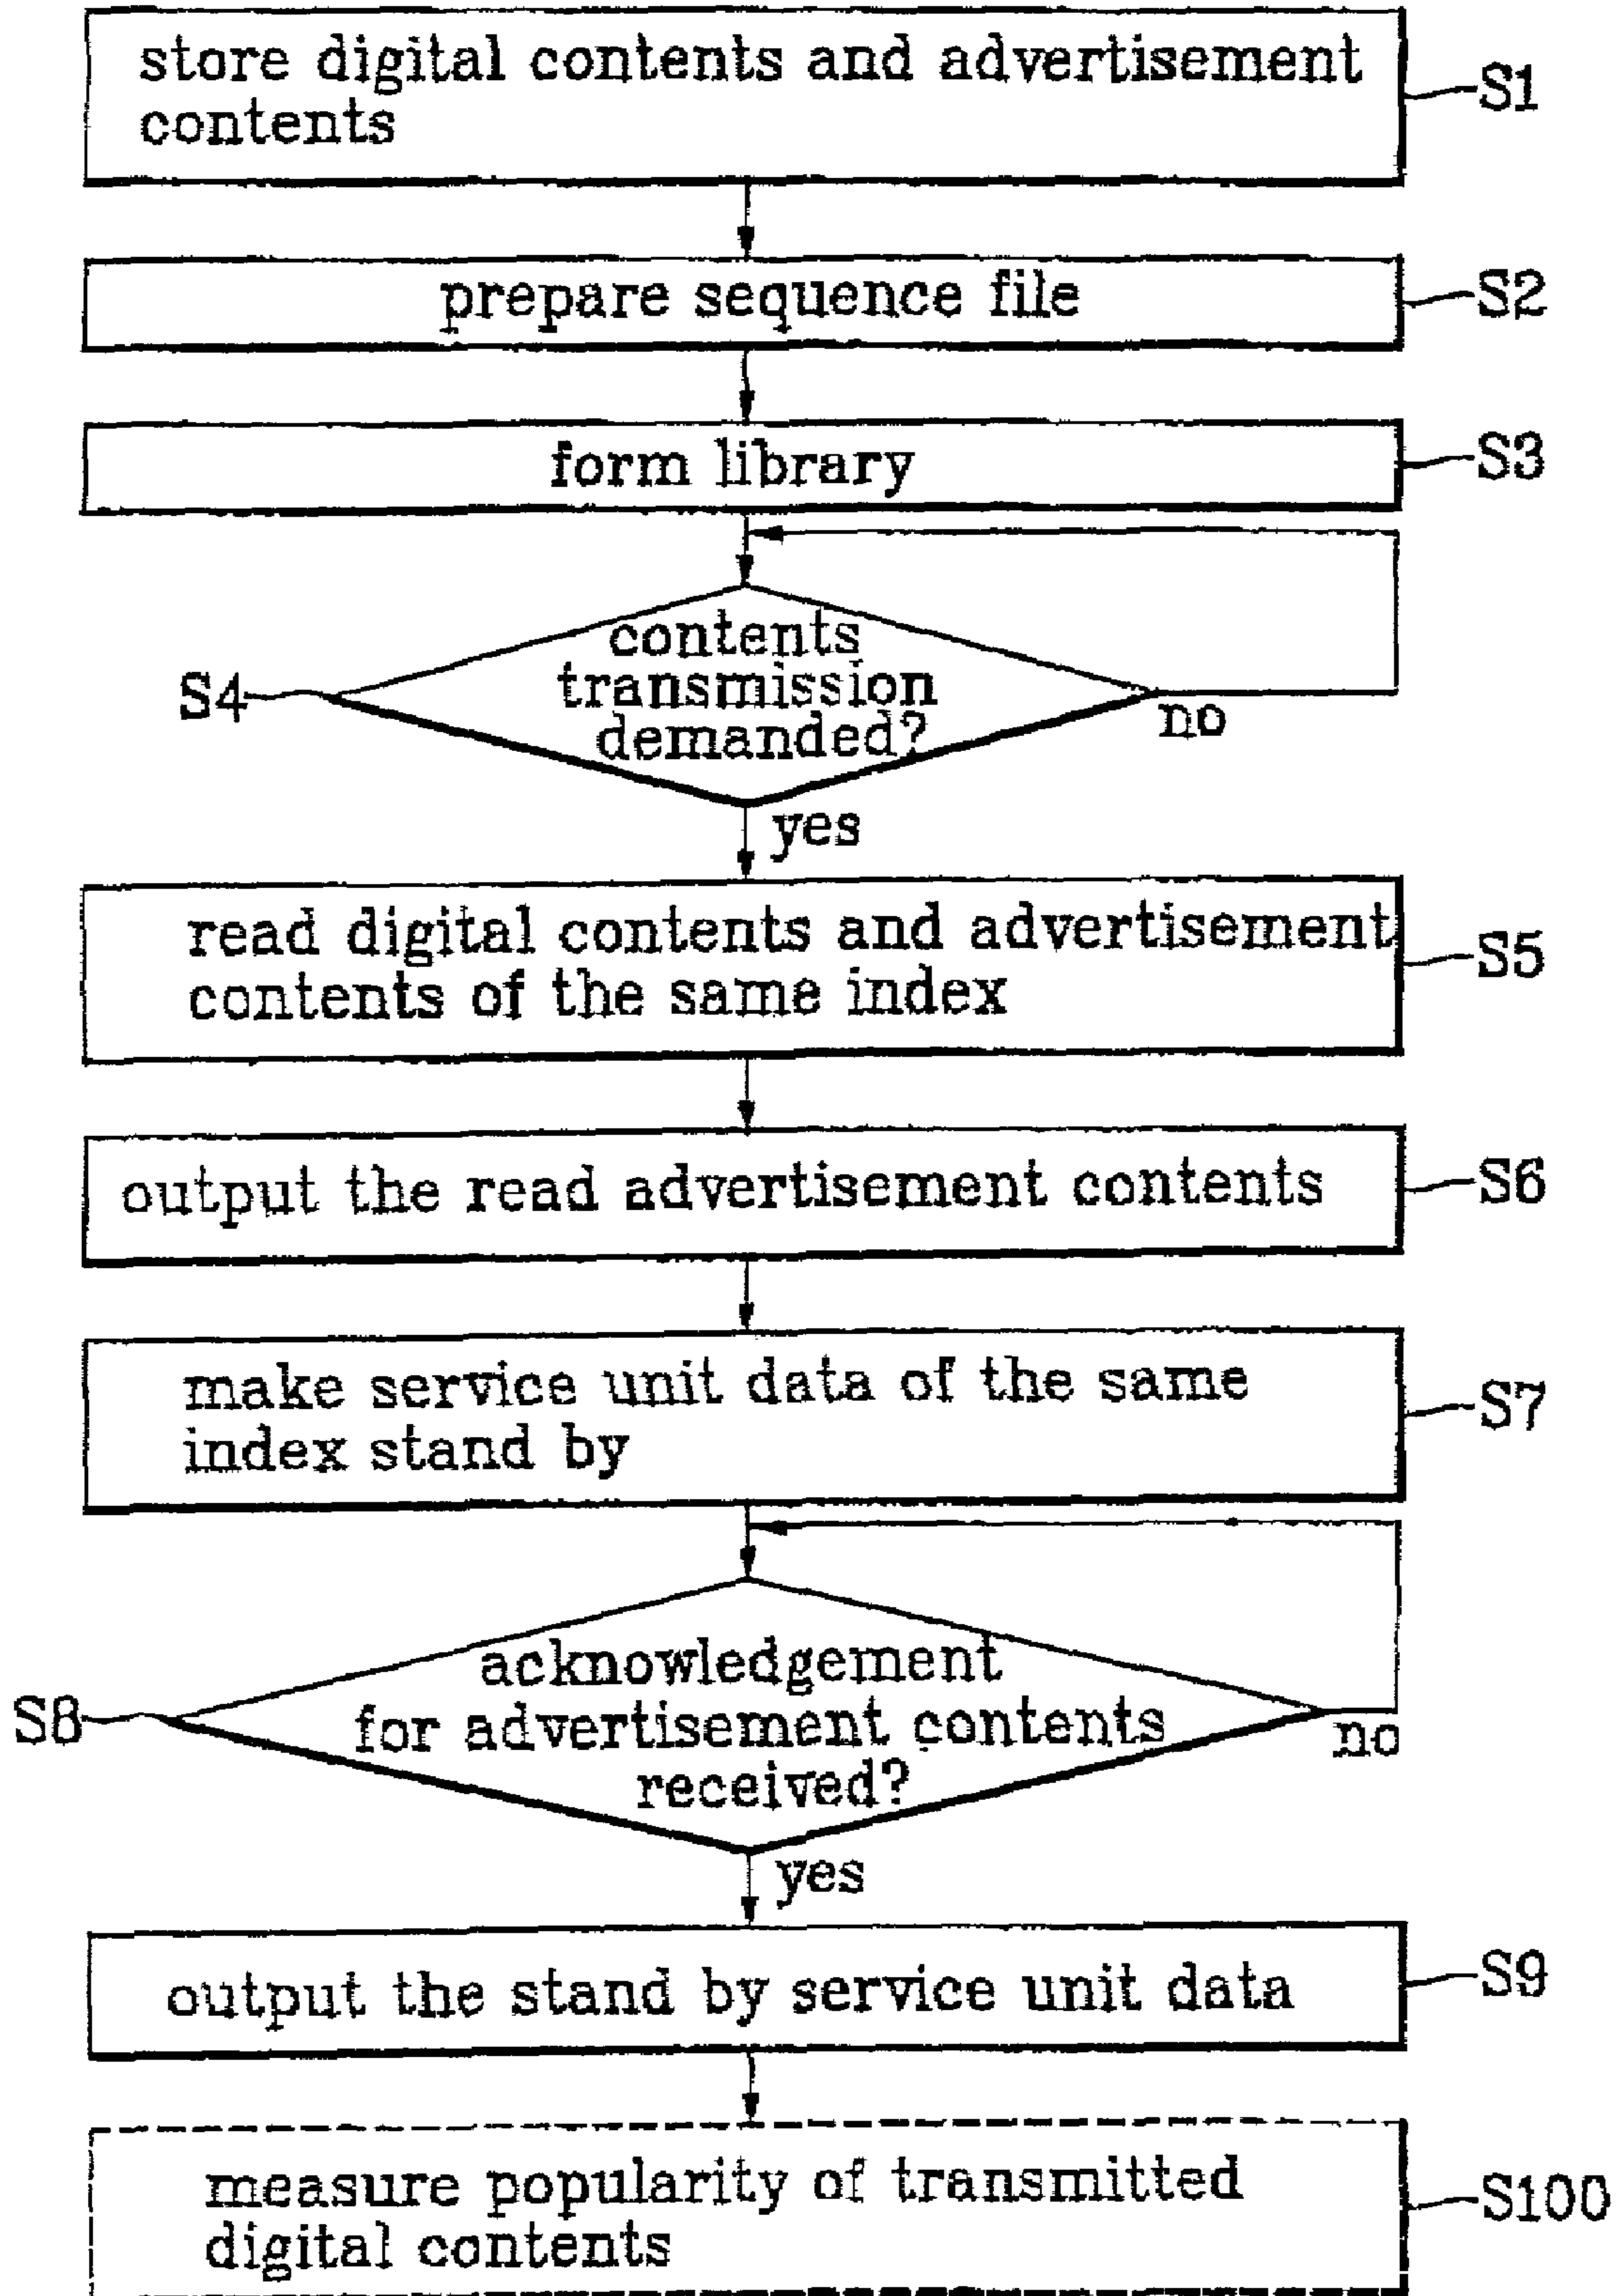 store digital contents and advertisement
contents
S1
prepare sequence file
S2
form library
S3
contents
transmission
demanded?
S4
no
yes
read digital contents and advertisement
contents of the same index
S5
output the read advertisement contents
S6
make service unit data of the same
index stand by
S7
acknowledgement
for advertisement contents
received?
S8
no
yes
output the stand by service unit data
S9
measure popularity of transmitted
digital contents
S100